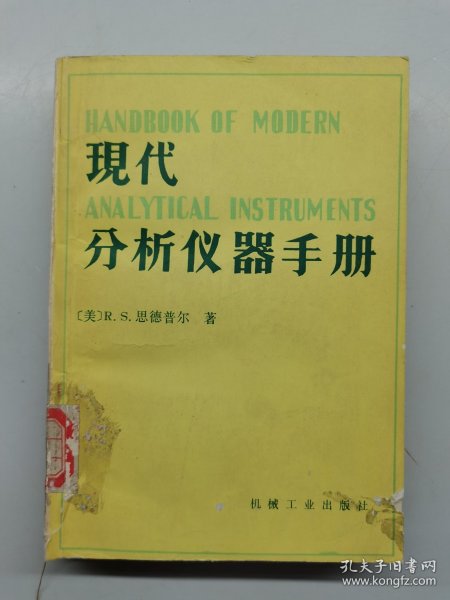 HANDBOOK OF MODERN
現代
ANALYTICAL INSTRUMENTS
分析仪器手册
〔美〕R.S.思德普尔 著
机械工业出版社
孔夫子旧书网
www.kongfz.com